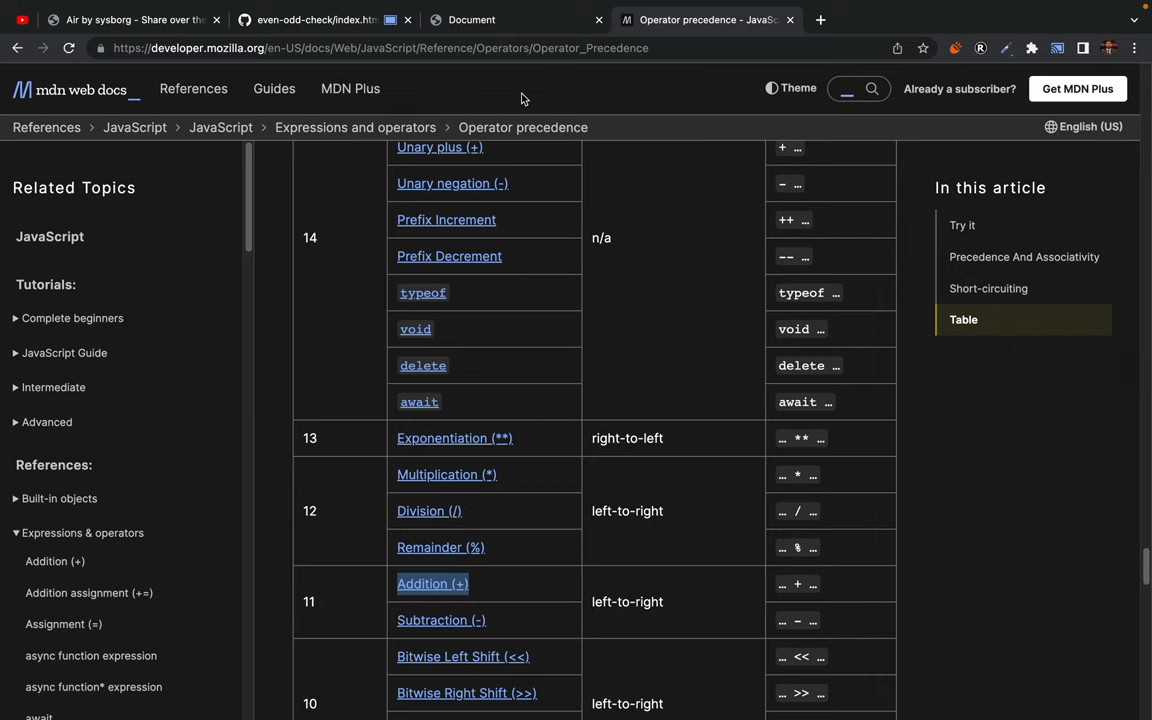 Air by sysborg - Share over the
even-odd-check/index.htm
Document
Operator precedence - JavaSc
https://developer.mozilla.org/en-US/docs/Web/JavaScript/Reference/Operators/Operator_Precedence
mdn web docs_
References
Guides
MDN Plus
Theme
Already a subscriber?
Get MDN Plus
References > JavaScript > JavaScript > Expressions and operators > Operator precedence
English (US)
Related Topics
JavaScript
Tutorials:
Complete beginners
JavaScript Guide
Intermediate
Advanced
References:
Built-in objects
Expressions & operators
Addition (+)
Addition assignment (+=)
Assignment (=)
async function expression
async function* expression
await
Unary plus (+)
+ …
Unary negation (-)
- …
14
Prefix Increment
n/a
++ …
Prefix Decrement
-- …
typeof
typeof …
void
void …
delete
delete …
await
await …
13
Exponentiation (**)
right-to-left
… ** …
12
Multiplication (*)
left-to-right
… * …
Division (/)
… / …
Remainder (%)
… % …
11
Addition (+)
left-to-right
… + …
Subtraction (-)
… - …
10
Bitwise Left Shift (<<)
left-to-right
… << …
Bitwise Right Shift (>>)
… >> …
In this article
Try it
Precedence And Associativity
Short-circuiting
Table